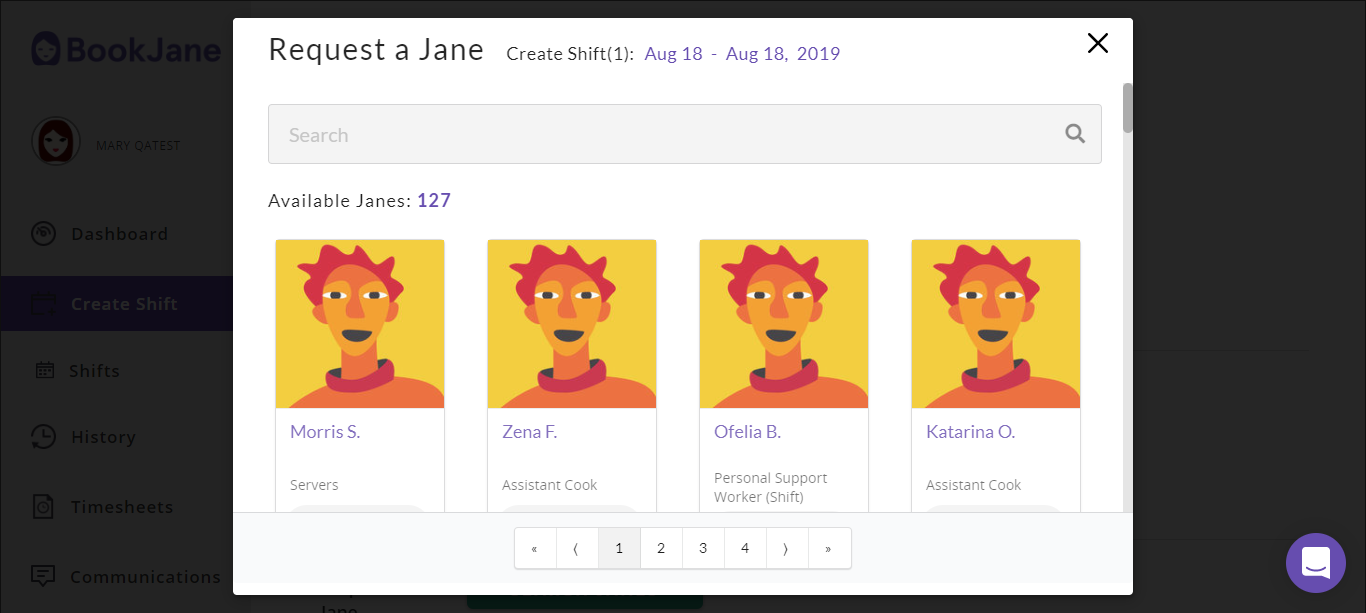 BookJane
MARY QATEST
Dashboard
Create Shift
Shifts
History
Timesheets
Communications
Request a Jane
Create Shift(1): Aug 18 - Aug 18, 2019
Search
Available Janes: 127
Morris S.
Servers
Zena F.
Assistant Cook
Ofelia B.
Personal Support
Worker (Shift)
Katarina O.
Assistant Cook
« ⟨ 1 2 3 4 ⟩ »
Jane